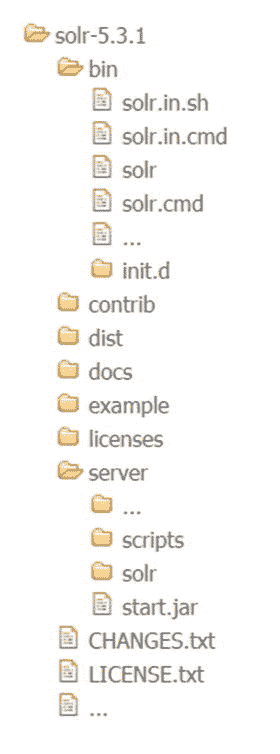 solr-5.3.1
bin
solr.in.sh
solr.in.cmd
solr
solr.cmd
...
init.d
contrib
dist
docs
example
licenses
server
...
scripts
solr
start.jar
CHANGES.txt
LICENSE.txt
...